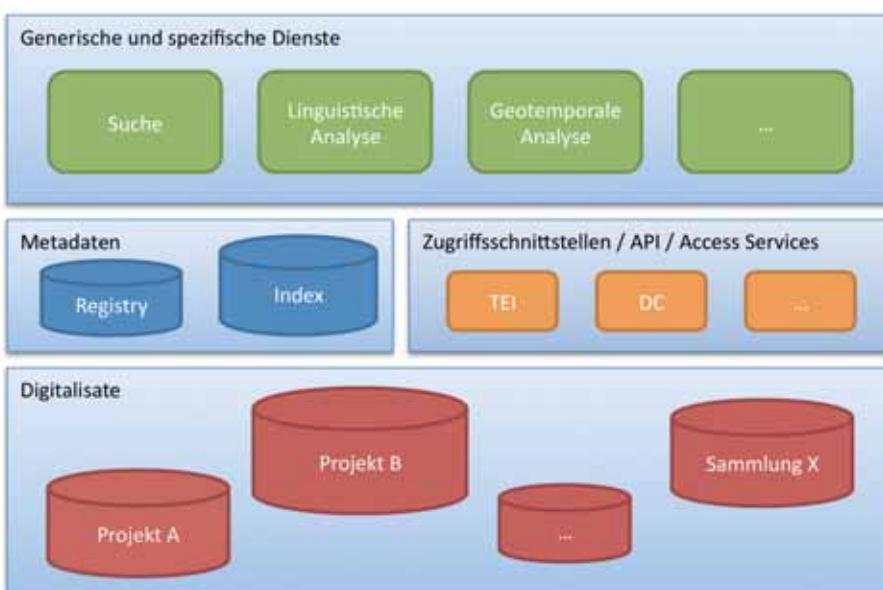 Generische und spezifische Dienste
Suche
Linguistische
Analyse
Geotemporale
Analyse
...
Metadaten
Registry
Index
Zugriffsschnittstellen / API / Access Services
TEI
DC
...
Digitalisate
Projekt A
Projekt B
...
Sammlung X